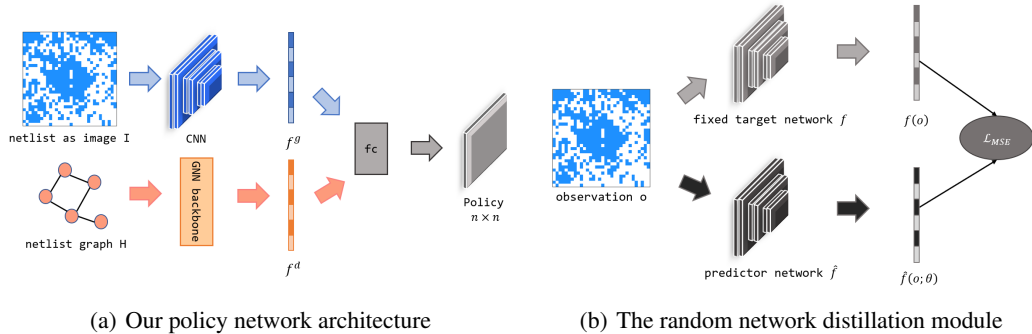 netlist as image I
CNN
f^g
netlist graph H
GNN backbone
f^d
fc
Policy
n × n
(a) Our policy network architecture
observation o
fixed target network f
f(o)
predictor network f̂
f̂(o; θ)
ℒ_MSE
(b) The random network distillation module